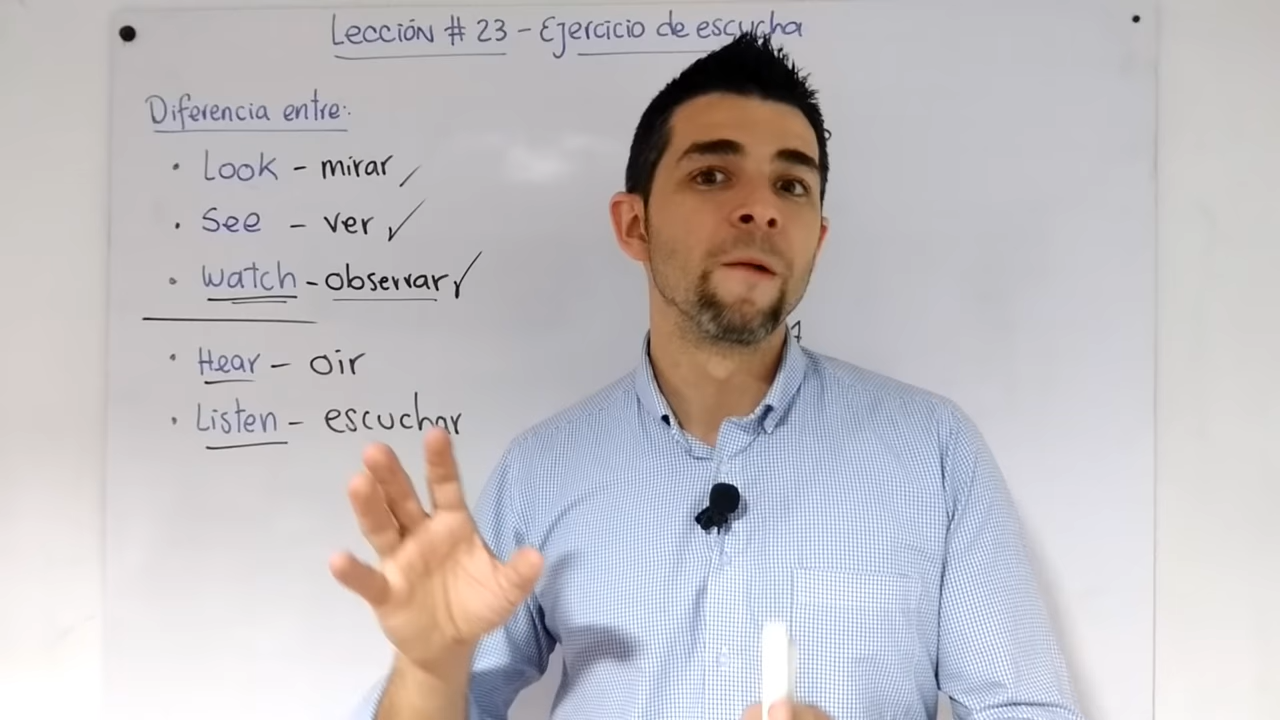 Lección # 23 - Ejercicio de escucha
Diferencia entre:
• Look - mirar
• See - ver ✓
• Watch - observar ✓
• Hear - oir
• Listen - escuchar